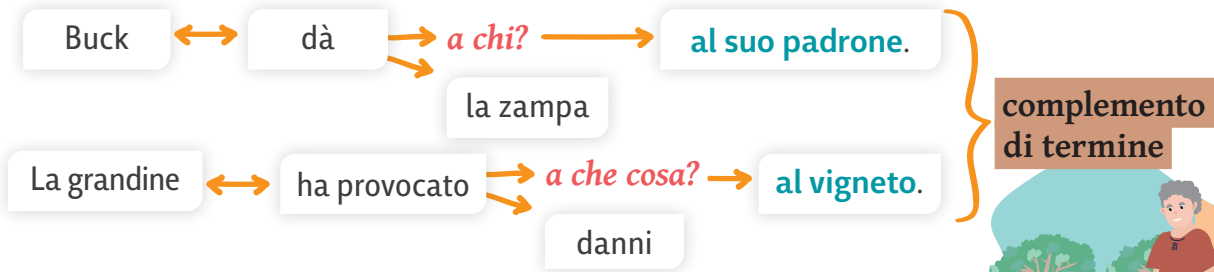 Buck dà a chi? al suo padrone.
la zampa
La grandine ha provocato a che cosa? al vigneto.
danni
complemento
di termine